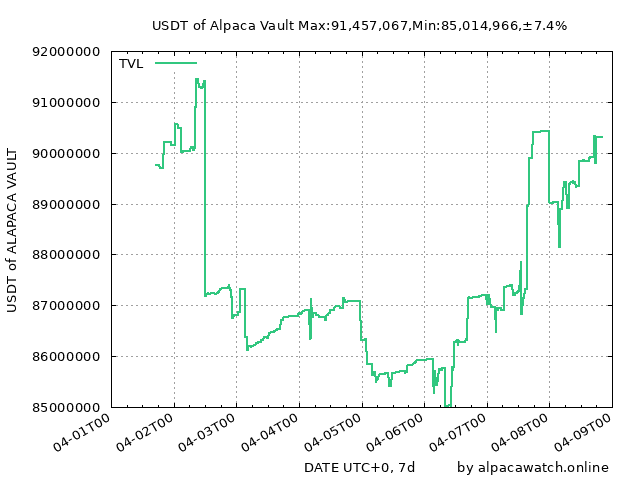 USDT of Alpaca Vault Max:91,457,067,Min:85,014,966,±7.4%
TVL
92000000
91000000
90000000
89000000
88000000
87000000
86000000
85000000
USDT of ALAPACA VAULT
04-01T00
04-02T00
04-03T00
04-04T00
04-05T00
04-06T00
04-07T00
04-08T00
04-09T00
DATE UTC+0, 7d
by alpacawatch.online